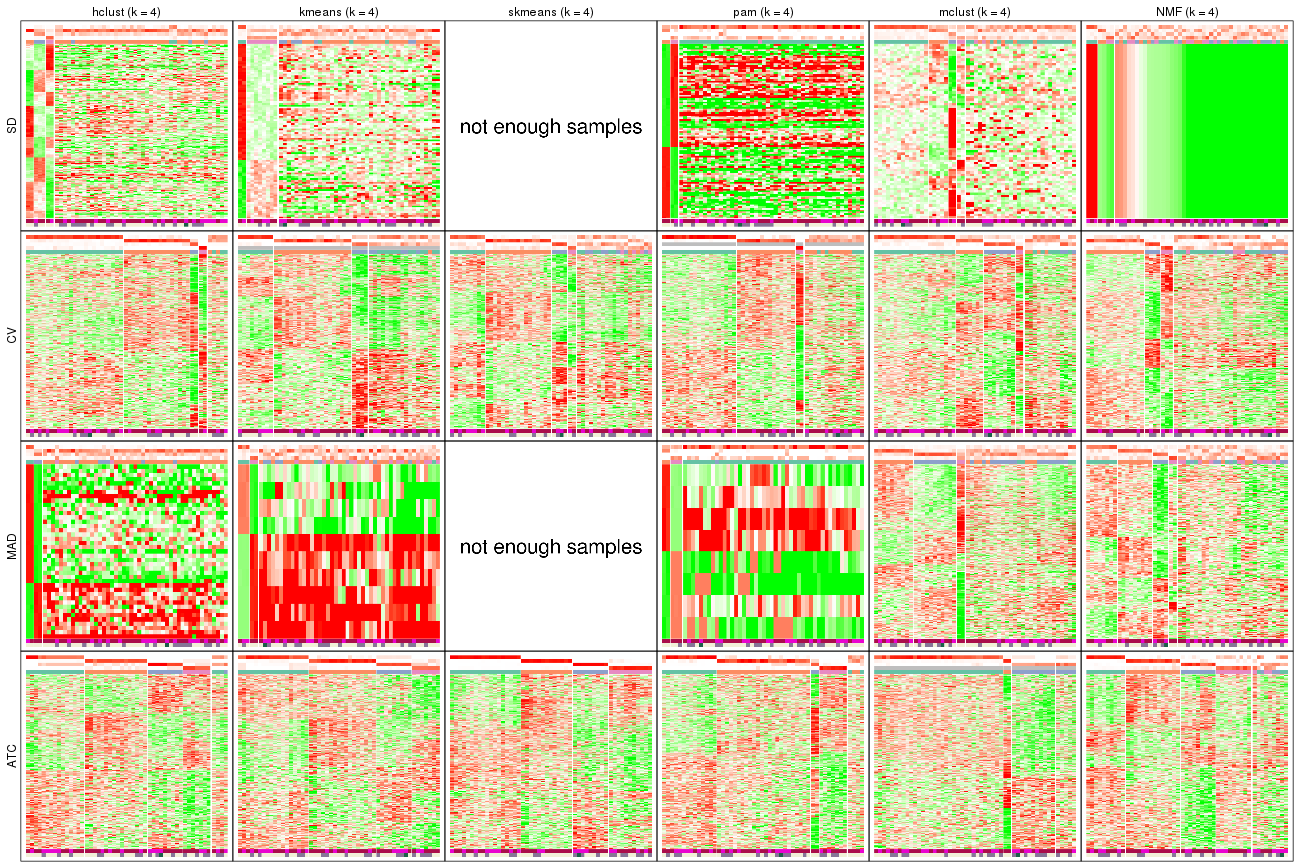 hclust (k = 4) kmeans (k = 4) skmeans (k = 4) pam (k = 4) mclust (k = 4) NMF (k = 4)
SD
not enough samples
CV
MAD
not enough samples
ATC